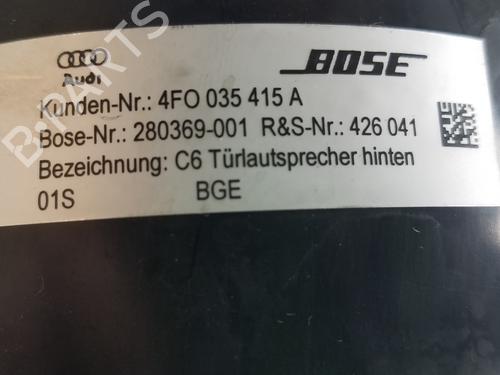 Audi BOSE
Kunden-Nr.: 4FO 035 415 A
Bose-Nr.: 280369-001 R&S-Nr.: 426 041
Bezeichnung: C6 Türlautsprecher hinten
01S BGE
B-PARTS